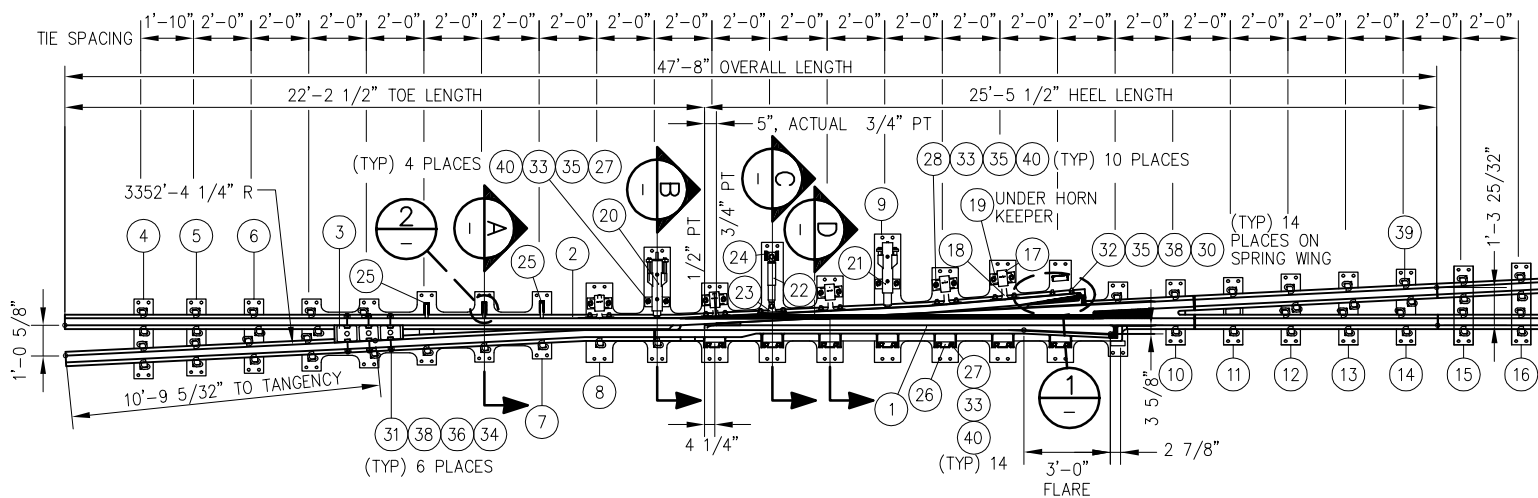 1'-10" 2'-0" 2'-0" 2'-0" 2'-0" 2'-0" 2'-0" 2'-0" 2'-0" 2'-0" 2'-0" 2'-0" 2'-0" 2'-0" 2'-0" 2'-0" 2'-0" 2'-0" 2'-0" 2'-0" 2'-0" 2'-0" 2'-0" 2'-0"
TIE SPACING
47'-8" OVERALL LENGTH
22'-2 1/2" TOE LENGTH
25'-5 1/2" HEEL LENGTH
5", ACTUAL 3/4" PT
(TYP) 4 PLACES 40 33 35 27
28 33 35 40 (TYP) 10 PLACES
3352'-4 1/4" R
B
-
C
-
1/2" PT
3/4" PT
19 UNDER HORN
KEEPER
2
-
A
-
D
-
20
9
4
5
6
3
25
25
2
24
23
22
21
18
17
32 35 38 30
(TYP) 14
PLACES ON
SPRING WING
39
1'-3 25/32"
1'-0 5/8"
10'-9 5/32" TO TANGENCY
31 38 36 34
(TYP) 6 PLACES
7
8
4 1/4"
1
26
27
33
40
(TYP) 14
1
-
3 5/8"
3'-0"
FLARE
2 7/8"
10
11
12
13
14
15
16